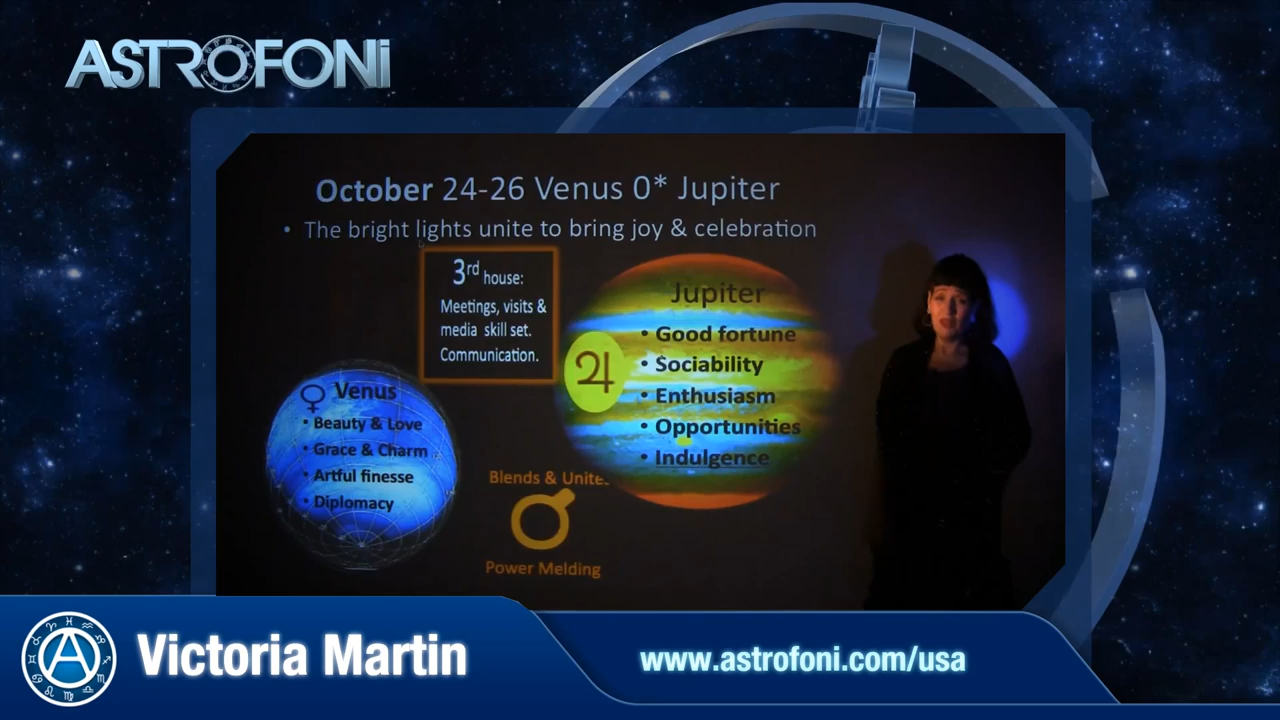 ASTROFONi
October 24-26 Venus 0* Jupiter
• The bright lights unite to bring joy & celebration
3rd house:
Meetings, visits &
media skill set.
Communication.
Jupiter
• Good fortune
• Sociability
• Enthusiasm
• Opportunities
• Indulgence
♃
♀ Venus
• Beauty & Love
• Grace & Charm
• Artful finesse
• Diplomacy
Blends & Unites
Power Melding
Victoria Martin
www.astrofoni.com/usa